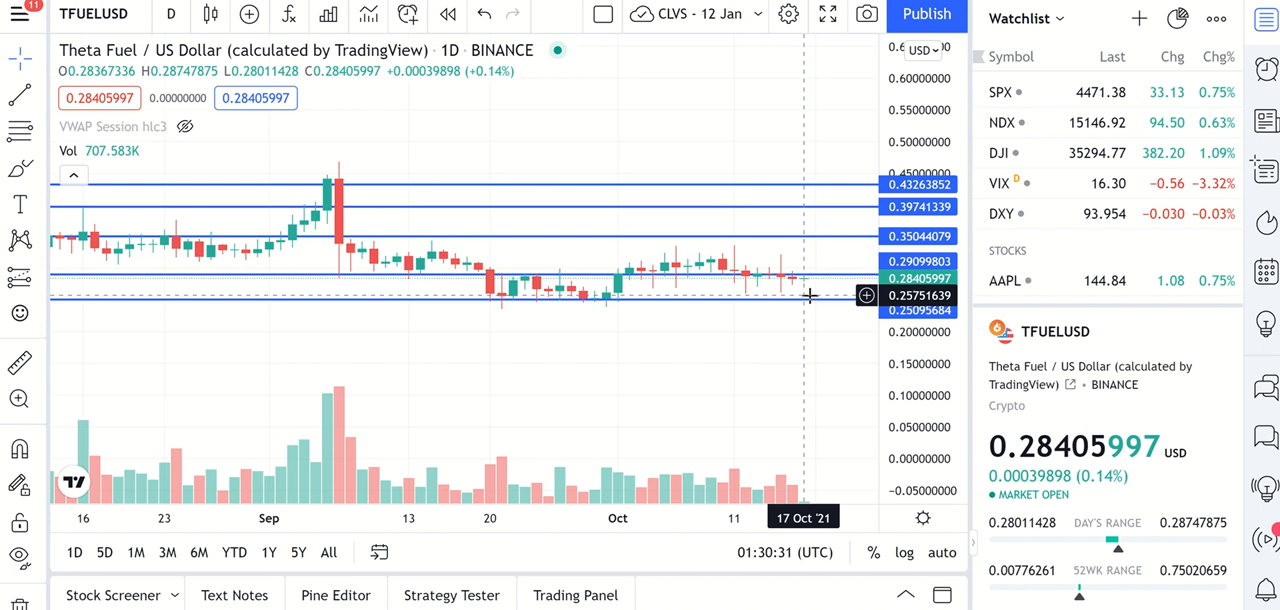 11
TFUELUSD
D
CLVS - 12 Jan
Publish
Theta Fuel / US Dollar (calculated by TradingView) · 1D · BINANCE
O0.28367336 H0.28747875 L0.28011428 C0.28405997 +0.00039898 (+0.14%)
0.28405997 0.00000000 0.28405997
VWAP Session hlc3
Vol 707.583K
USD
0.60000000
0.55000000
0.50000000
0.45000000
0.43263852
0.39741339
0.35044079
0.29099803
0.28405997
0.25751639
0.25095684
0.20000000
0.15000000
0.10000000
0.05000000
0.00000000
−0.05000000
16 23 Sep 13 20 Oct 11 17 Oct '21
1D 5D 1M 3M 6M YTD 1Y 5Y All
01:30:31 (UTC) % log auto
Stock Screener Text Notes Pine Editor Strategy Tester Trading Panel
Watchlist
Symbol Last Chg Chg%
SPX 4471.38 33.13 0.75%
NDX 15146.92 94.50 0.63%
DJI 35294.77 382.20 1.09%
VIX D 16.30 −0.56 −3.32%
DXY 93.954 −0.030 −0.03%
STOCKS
AAPL 144.84 1.08 0.75%
TFUELUSD
Theta Fuel / US Dollar (calculated by
TradingView) • BINANCE
Crypto
0.28405997 USD
0.00039898 (0.14%)
MARKET OPEN
0.28011428 DAY'S RANGE 0.28747875
0.00776261 52WK RANGE 0.75020659